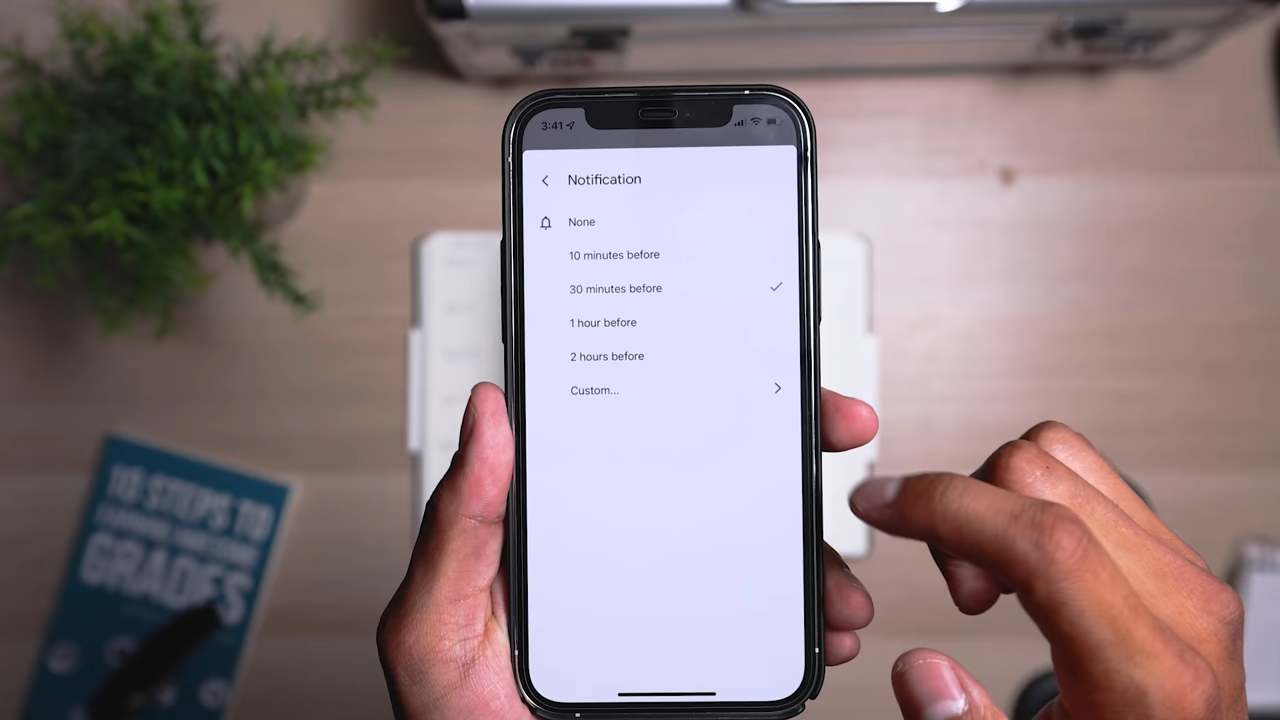 3:41
Notification
None
10 minutes before
30 minutes before
1 hour before
2 hours before
Custom...
10 STEPS TO
GRADES